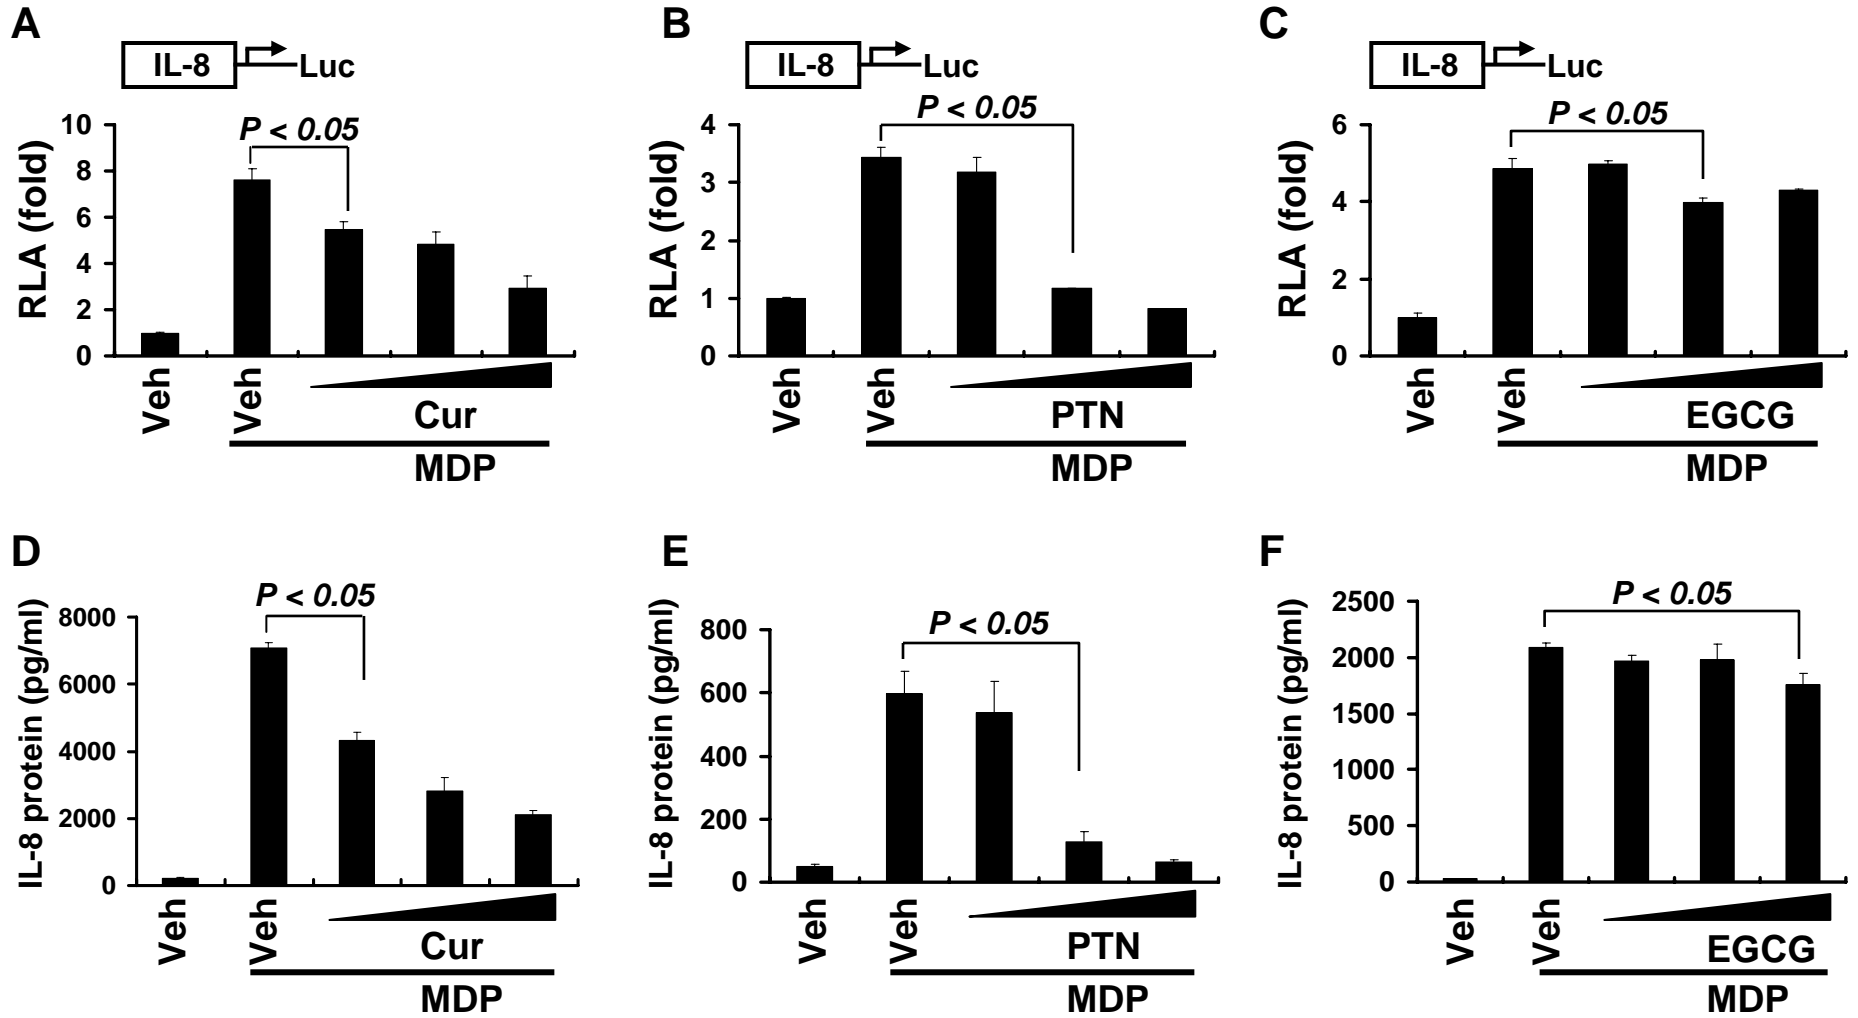 A
IL-8
Luc
P < 0.05
RLA (fold)
10
8
6
4
2
0
Veh
Veh
Cur
MDP
B
IL-8
Luc
P < 0.05
RLA (fold)
4
3
2
1
0
Veh
Veh
PTN
MDP
C
IL-8
Luc
P < 0.05
RLA (fold)
6
4
2
0
Veh
Veh
EGCG
MDP
D
P < 0.05
IL-8 protein (pg/ml)
8000
6000
4000
2000
0
Veh
Veh
Cur
MDP
E
P < 0.05
IL-8 protein (pg/ml)
800
600
400
200
0
Veh
Veh
PTN
MDP
F
P < 0.05
IL-8 protein (pg/ml)
2500
2000
1500
1000
500
0
Veh
Veh
EGCG
MDP